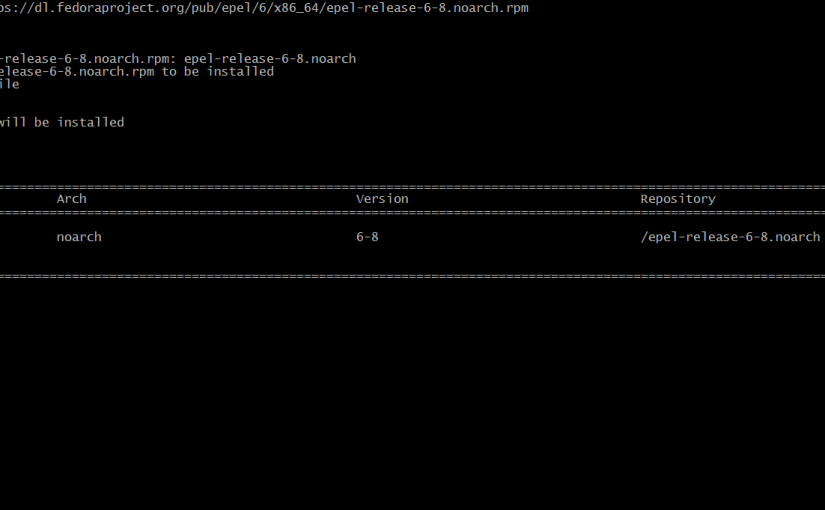 ps://dl.fedoraproject.org/pub/epel/6/x86_64/epel-release-6-8.noarch.rpm
-release-6-8.noarch.rpm: epel-release-6-8.noarch
elease-6-8.noarch.rpm to be installed
ile
will be installed
Arch Version Repository
noarch 6-8 /epel-release-6-8.noarch